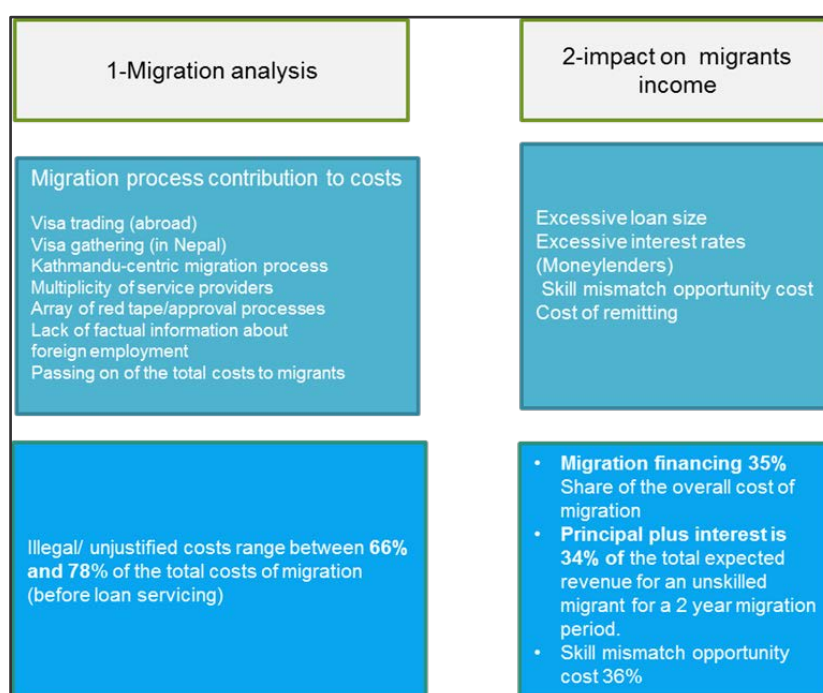 1-Migration analysis
Migration process contribution to costs
Visa trading (abroad)
Visa gathering (in Nepal)
Kathmandu-centric migration process
Multiplicity of service providers
Array of red tape/approval processes
Lack of factual information about
foreign employment
Passing on of the total costs to migrants
Illegal/ unjustified costs range between 66%
and 78% of the total costs of migration
(before loan servicing)
2-impact on migrants
income
Excessive loan size
Excessive interest rates
(Moneylenders)
Skill mismatch opportunity cost
Cost of remitting
• Migration financing 35%
Share of the overall cost of
migration
• Principal plus interest is
34% of the total expected
revenue for an unskilled
migrant for a 2 year migration
period.
• Skill mismatch opportunity
cost 36%